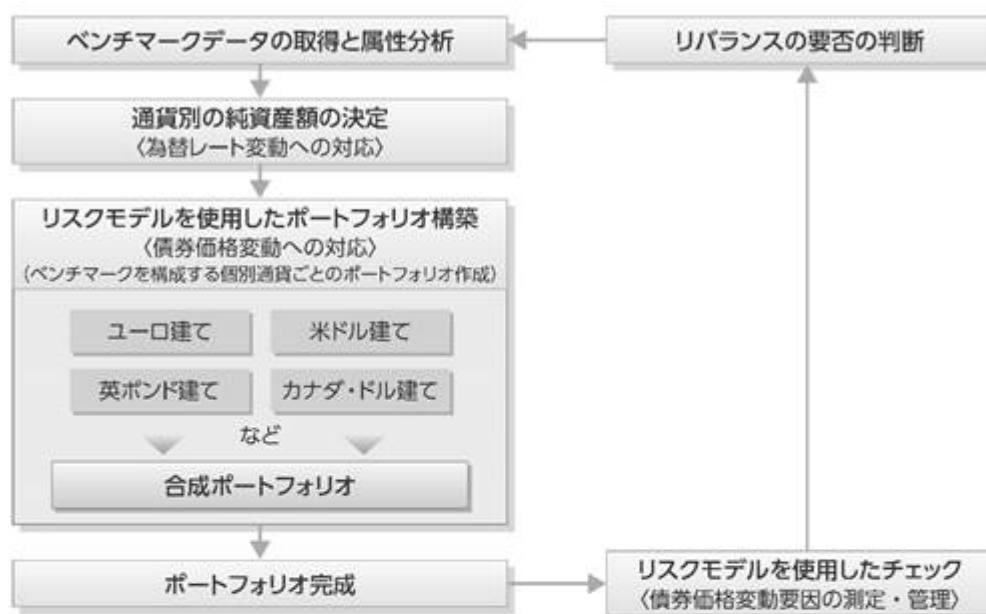 ベンチマークデータの取得と属性分析
リバランスの要否の判断
通貨別の純資産額の決定
〈為替レート変動への対応〉
リスクモデルを使用したポートフォリオ構築
〈債券価格変動への対応〉
(ベンチマークを構成する個別通貨ごとのポートフォリオ作成)
ユーロ建て
米ドル建て
英ポンド建て
カナダ・ドル建て
など
合成ポートフォリオ
ポートフォリオ完成
リスクモデルを使用したチェック
〈債券価格変動要因の測定・管理〉